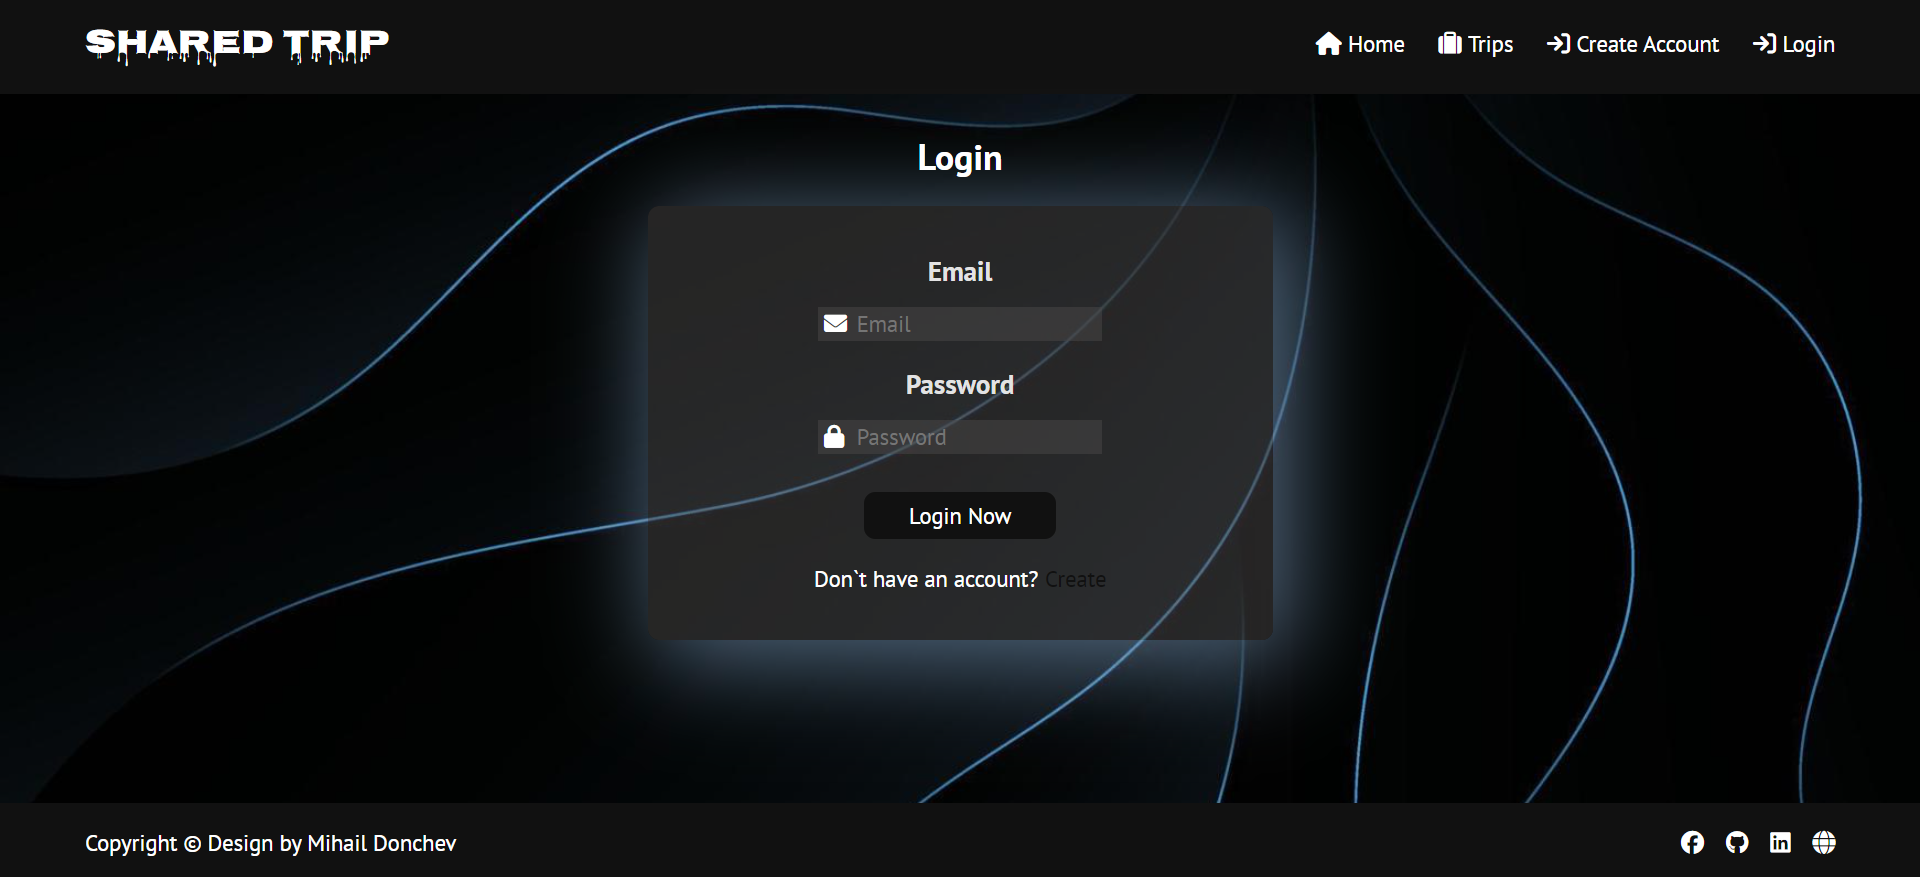 SHARED TRIP
Home Trips Create Account Login
Login
Email
Email
Password
Password
Login Now
Don`t have an account? Create
Copyright © Design by Mihail Donchev